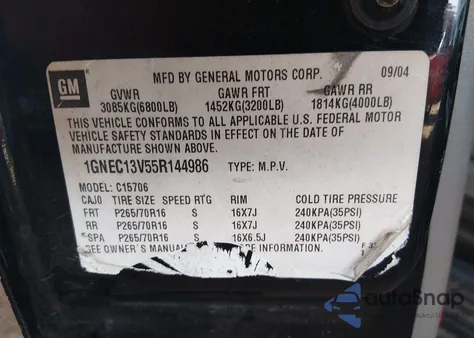 GM
MFD BY GENERAL MOTORS CORP. 09/04
GVWR GAWR FRT GAWR RR
3085KG(6800LB) 1452KG(3200LB) 1814KG(4000LB)
THIS VEHICLE CONFORMS TO ALL APPLICABLE U.S. FEDERAL MOTOR
VEHICLE SAFETY STANDARDS IN EFFECT ON THE DATE OF
MANUFACTURE SHOWN ABOVE.
1GNEC13V55R144986 TYPE: M.P.V.
MODEL: C15706
CAJO TIRE SIZE SPEED RTG RIM COLD TIRE PRESSURE
FRT P265/70R16 S 16X7J 240KPA(35PSI)
RR P265/70R16 S 16X7J 240KPA(35PSI)
SPA P265/70R16 S 16X6.5J 240KPA(35PSI)
SEE OWNER'S MANUAL INFORMATION.
autoSnap